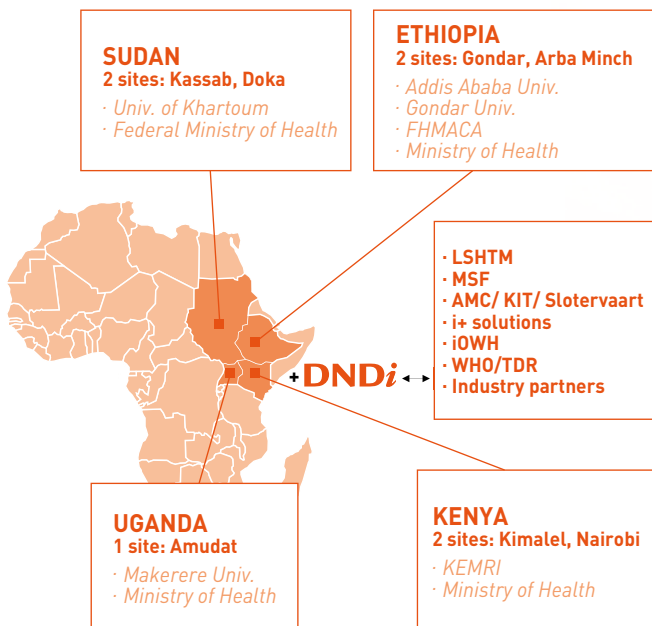 SUDAN
2 sites: Kassab, Doka
· Univ. of Khartoum
· Federal Ministry of Health
ETHIOPIA
2 sites: Gondar, Arba Minch
· Addis Ababa Univ.
· Gondar Univ.
· FHMACA
· Ministry of Health
+ DNDi
· LSHTM
· MSF
· AMC/ KIT/ Slotervaart
· i+ solutions
· iOWH
· WHO/TDR
· Industry partners
UGANDA
1 site: Amudat
· Makerere Univ.
· Ministry of Health
KENYA
2 sites: Kimalel, Nairobi
· KEMRI
· Ministry of Health